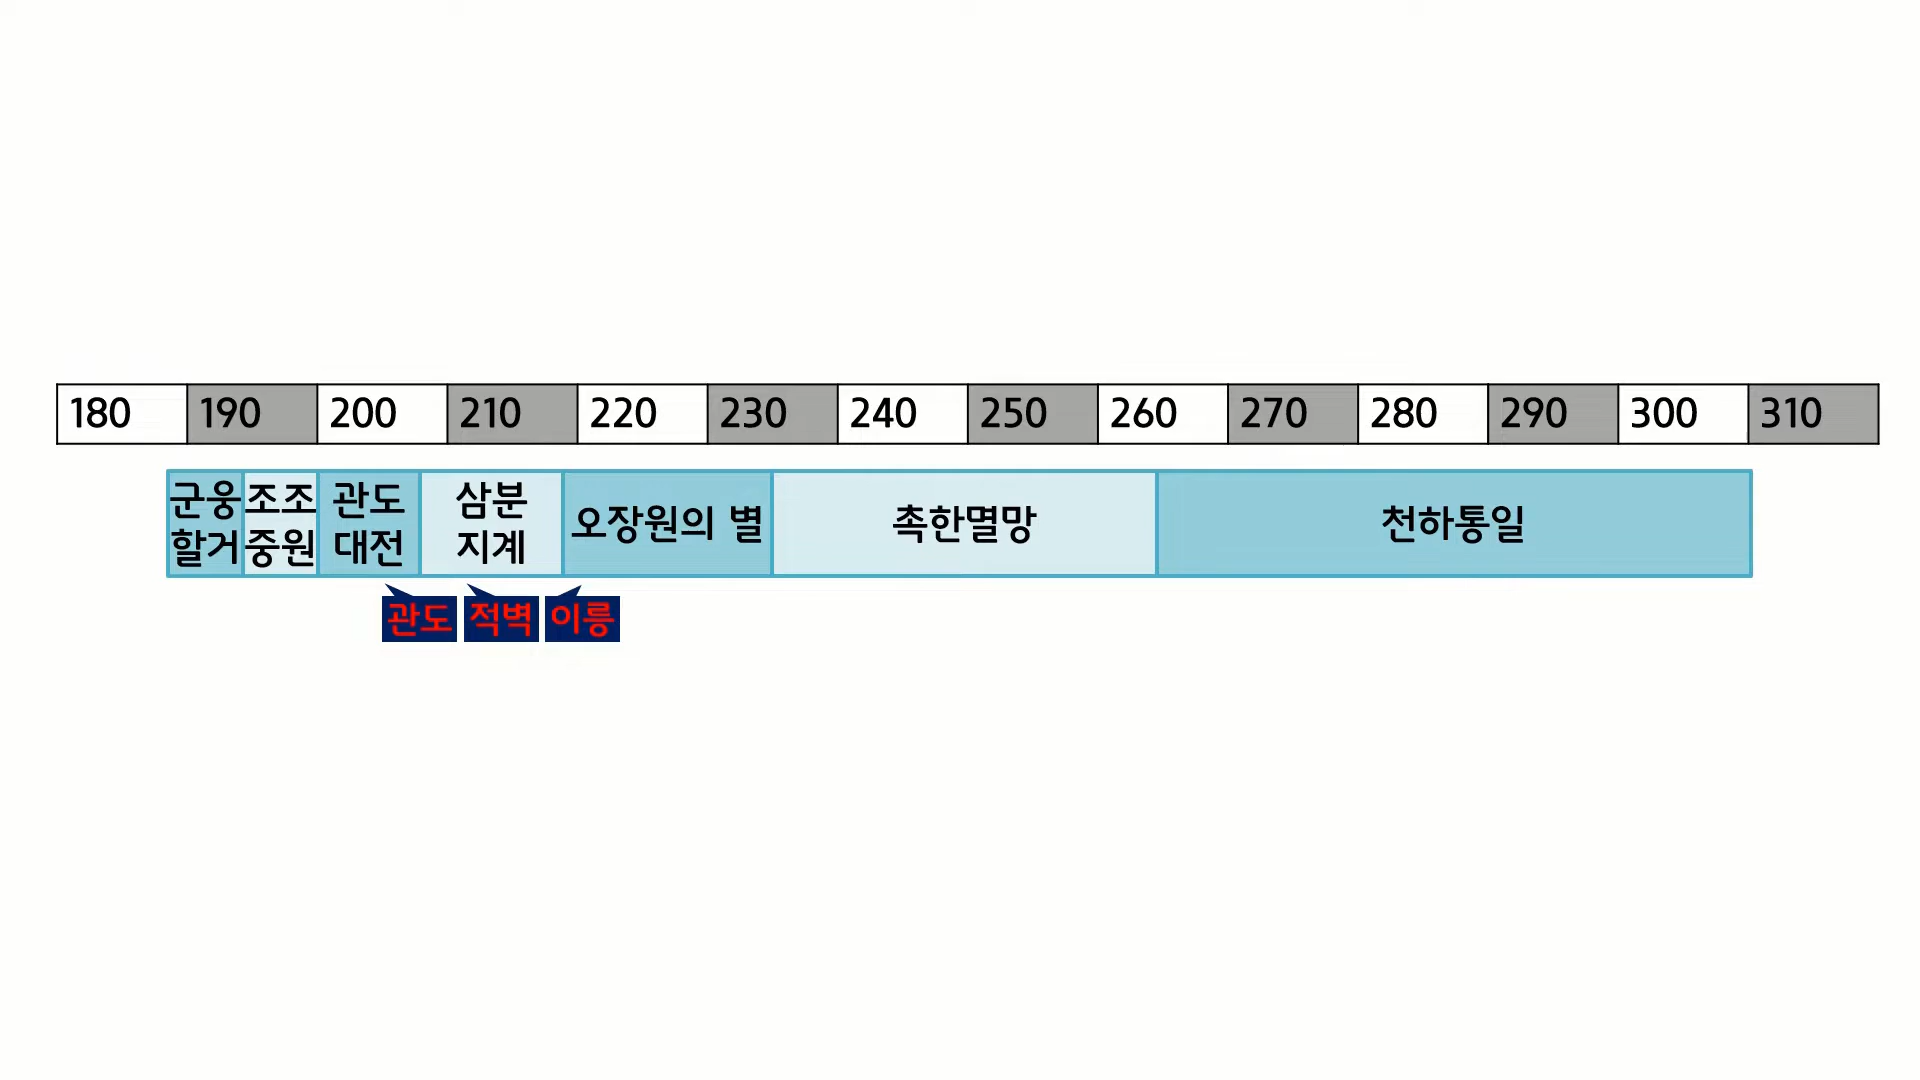 180 190 200 210 220 230 240 250 260 270 280 290 300 310
군웅
할거
조조
중원
관도
대전
삼분
지계
오장원의 별
촉한멸망
천하통일
관도 적벽 이릉